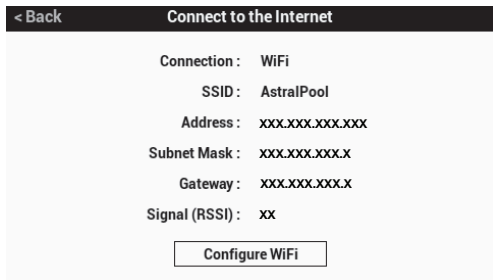 < Back Connect to the Internet
Connection : WiFi
SSID : AstralPool
Address : xxx.xxx.xxx.xxx
Subnet Mask : xxx.xxx.xxx.x
Gateway : xxx.xxx.xxx.x
Signal (RSSI) : xx
Configure WiFi